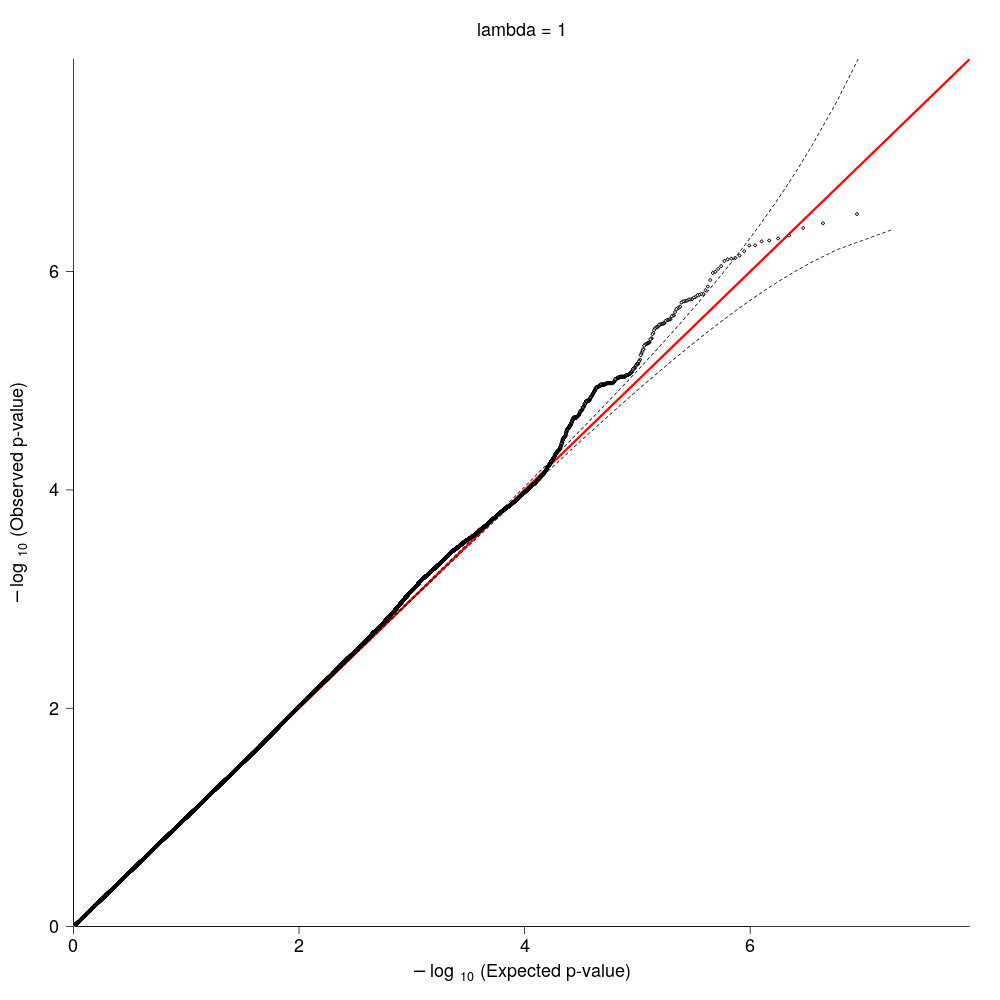 lambda = 1
6
4
2
0
0 2 4 6
−log 10 (Observed p-value)
−log 10 (Expected p-value)